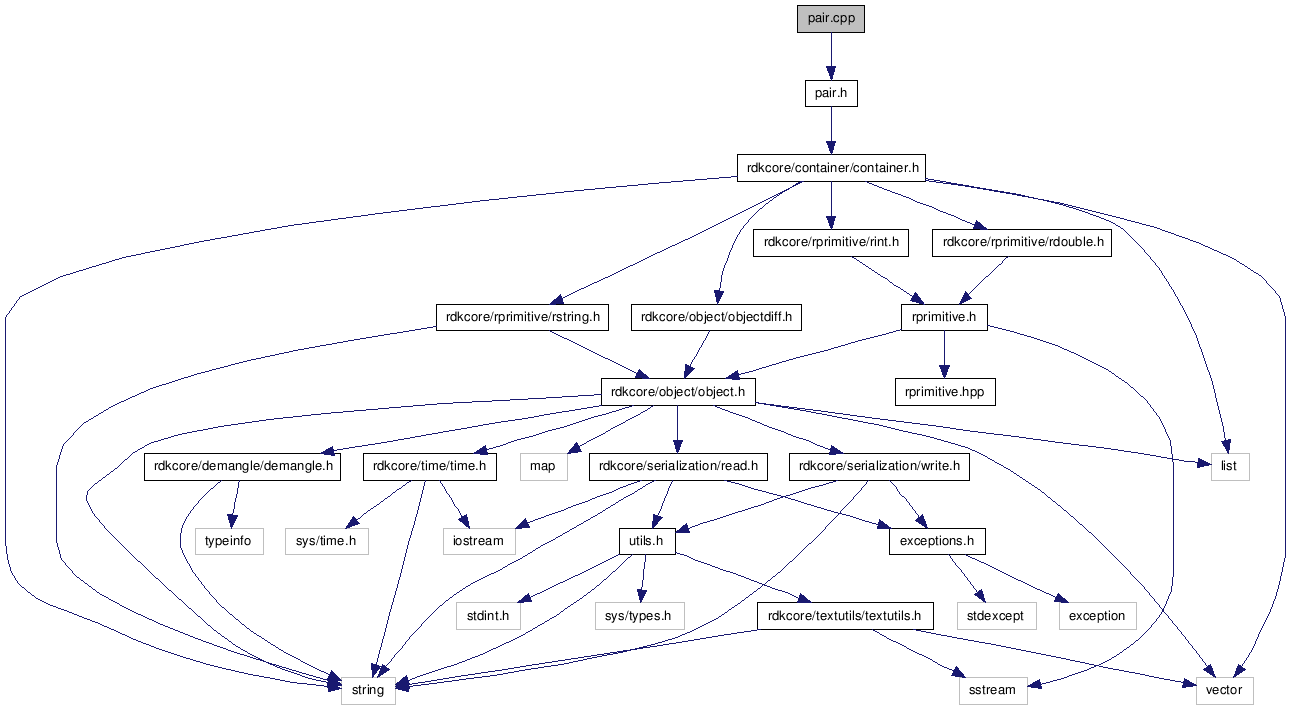 pair.cpp
pair.h
rdkcore/container/container.h
rdkcore/rprimitive/rint.h
rdkcore/rprimitive/rdouble.h
rdkcore/rprimitive/rstring.h
rdkcore/object/objectdiff.h
rprimitive.h
rdkcore/object/object.h
rprimitive.hpp
rdkcore/demangle/demangle.h
rdkcore/time/time.h
map
rdkcore/serialization/read.h
rdkcore/serialization/write.h
list
typeinfo
sys/time.h
iostream
utils.h
exceptions.h
stdint.h
sys/types.h
rdkcore/textutils/textutils.h
stdexcept
exception
string
sstream
vector